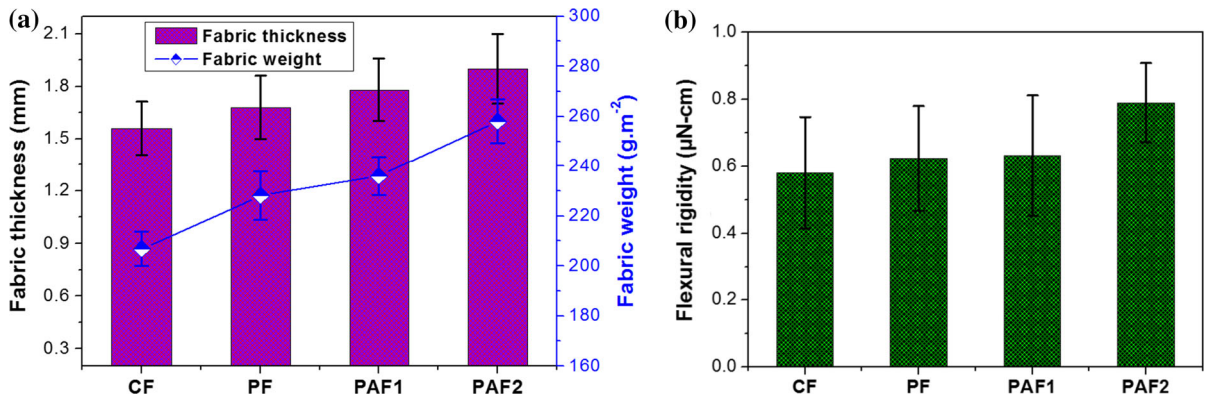 (a)
Fabric thickness (mm)
2.1
1.8
1.5
1.2
0.9
0.6
0.3
Fabric thickness
Fabric weight
300
280
260
240
220
200
180
160
Fabric weight (g.m-2)
CF PF PAF1 PAF2
(b)
Flexural rigidity (µN-cm)
1.0
0.8
0.6
0.4
0.2
0.0
CF PF PAF1 PAF2